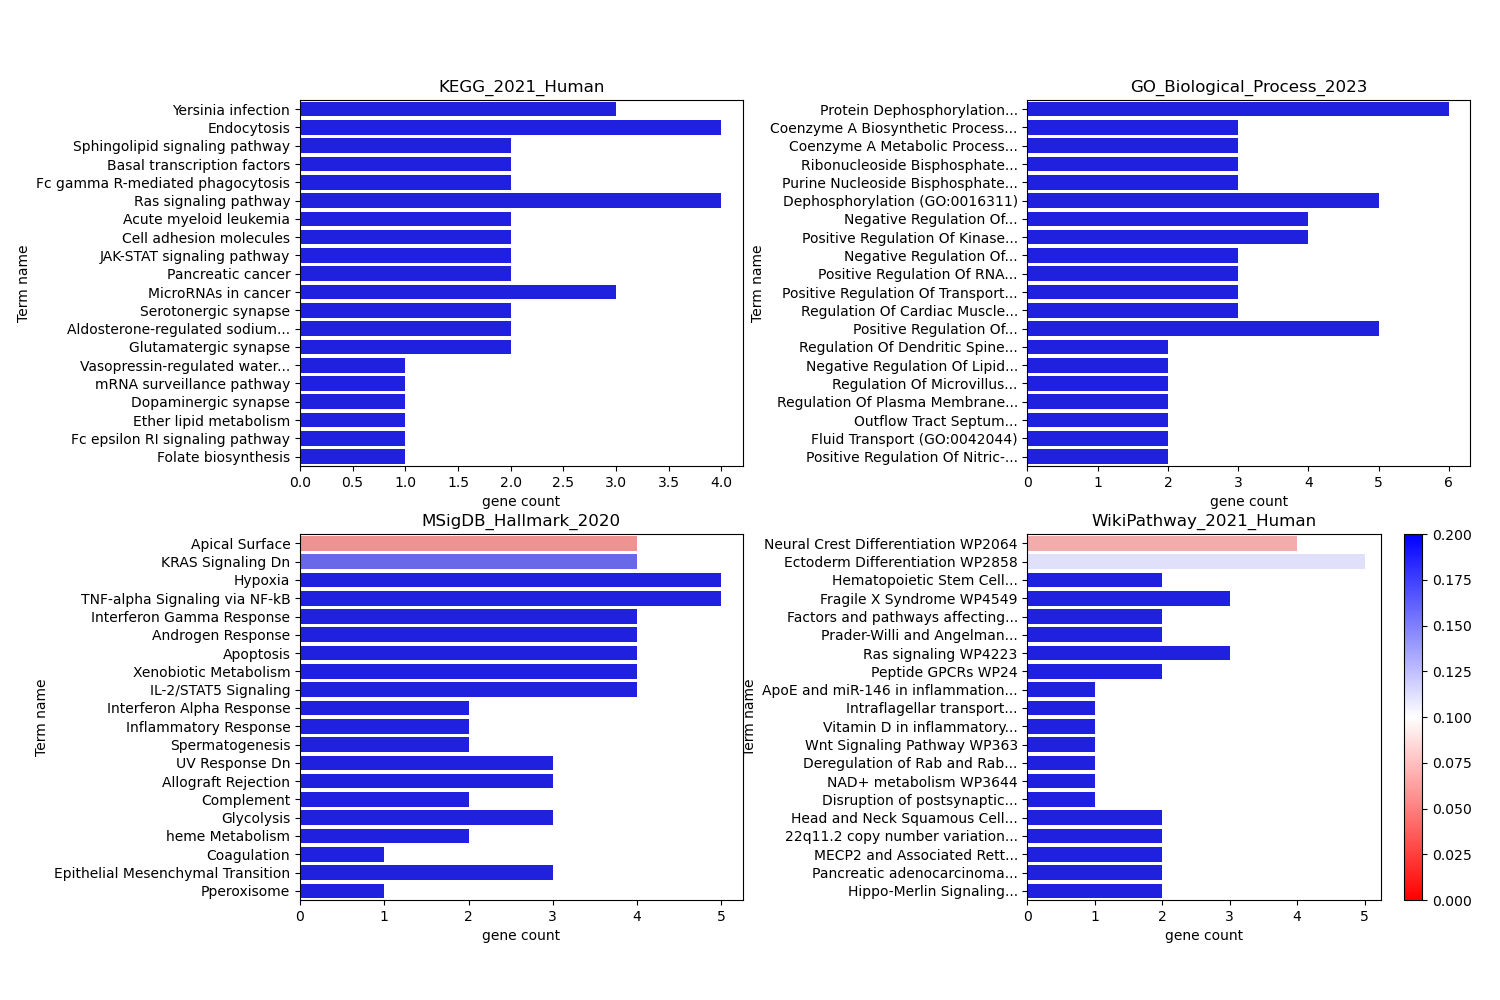 KEGG_2021_Human
Term name
Yersinia infection
Endocytosis
Sphingolipid signaling pathway
Basal transcription factors
Fc gamma R-mediated phagocytosis
Ras signaling pathway
Acute myeloid leukemia
Cell adhesion molecules
JAK-STAT signaling pathway
Pancreatic cancer
MicroRNAs in cancer
Serotonergic synapse
Aldosterone-regulated sodium...
Glutamatergic synapse
Vasopressin-regulated water...
mRNA surveillance pathway
Dopaminergic synapse
Ether lipid metabolism
Fc epsilon RI signaling pathway
Folate biosynthesis
0.0 0.5 1.0 1.5 2.0 2.5 3.0 3.5 4.0
gene count
GO_Biological_Process_2023
Term name
Protein Dephosphorylation...
Coenzyme A Biosynthetic Process...
Coenzyme A Metabolic Process...
Ribonucleoside Bisphosphate...
Purine Nucleoside Bisphosphate...
Dephosphorylation (GO:0016311)
Negative Regulation Of...
Positive Regulation Of Kinase...
Negative Regulation Of...
Positive Regulation Of RNA...
Positive Regulation Of Transport...
Regulation Of Cardiac Muscle...
Positive Regulation Of...
Regulation Of Dendritic Spine...
Negative Regulation Of Lipid...
Regulation Of Microvillus...
Regulation Of Plasma Membrane...
Outflow Tract Septum...
Fluid Transport (GO:0042044)
Positive Regulation Of Nitric-...
0 1 2 3 4 5 6
gene count
MSigDB_Hallmark_2020
Term name
Apical Surface
KRAS Signaling Dn
Hypoxia
TNF-alpha Signaling via NF-kB
Interferon Gamma Response
Androgen Response
Apoptosis
Xenobiotic Metabolism
IL-2/STAT5 Signaling
Interferon Alpha Response
Inflammatory Response
Spermatogenesis
UV Response Dn
Allograft Rejection
Complement
Glycolysis
heme Metabolism
Coagulation
Epithelial Mesenchymal Transition
Pperoxisome
0 1 2 3 4 5
gene count
WikiPathway_2021_Human
Term name
Neural Crest Differentiation WP2064
Ectoderm Differentiation WP2858
Hematopoietic Stem Cell...
Fragile X Syndrome WP4549
Factors and pathways affecting...
Prader-Willi and Angelman...
Ras signaling WP4223
Peptide GPCRs WP24
ApoE and miR-146 in inflammation...
Intraflagellar transport...
Vitamin D in inflammatory...
Wnt Signaling Pathway WP363
Deregulation of Rab and Rab...
NAD+ metabolism WP3644
Disruption of postsynaptic...
Head and Neck Squamous Cell...
22q11.2 copy number variation...
MECP2 and Associated Rett...
Pancreatic adenocarcinoma...
Hippo-Merlin Signaling...
0 1 2 3 4 5
gene count
0.200
0.175
0.150
0.125
0.100
0.075
0.050
0.025
0.000